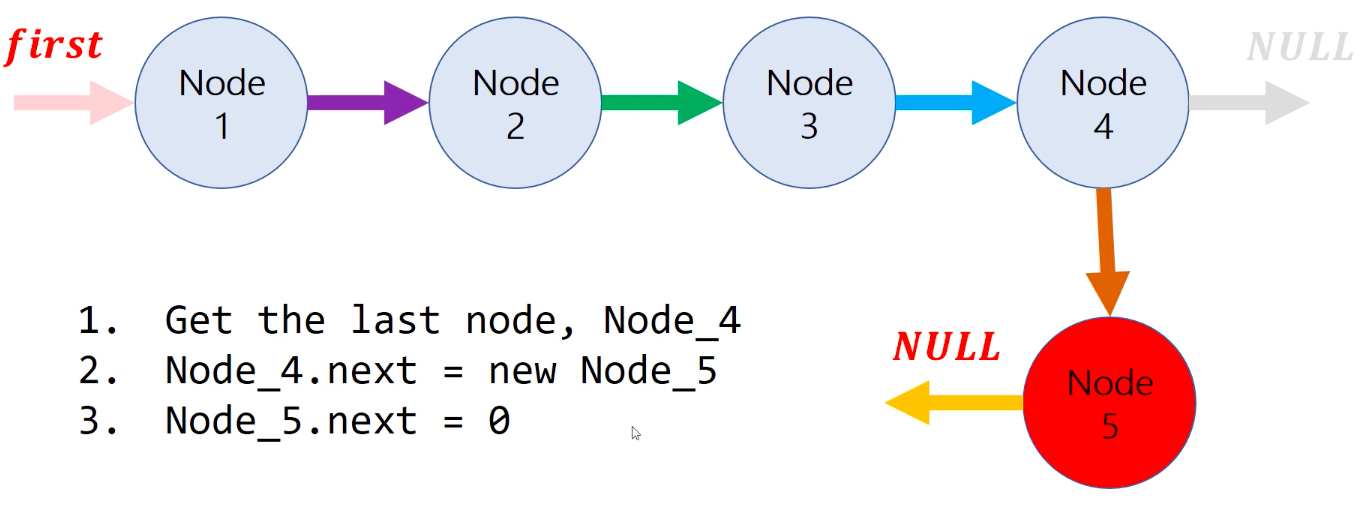 first
NULL
Node
1
Node
2
Node
3
Node
4
1. Get the last node, Node_4
2. Node_4.next = new Node_5
3. Node_5.next = 0
NULL
Node
5